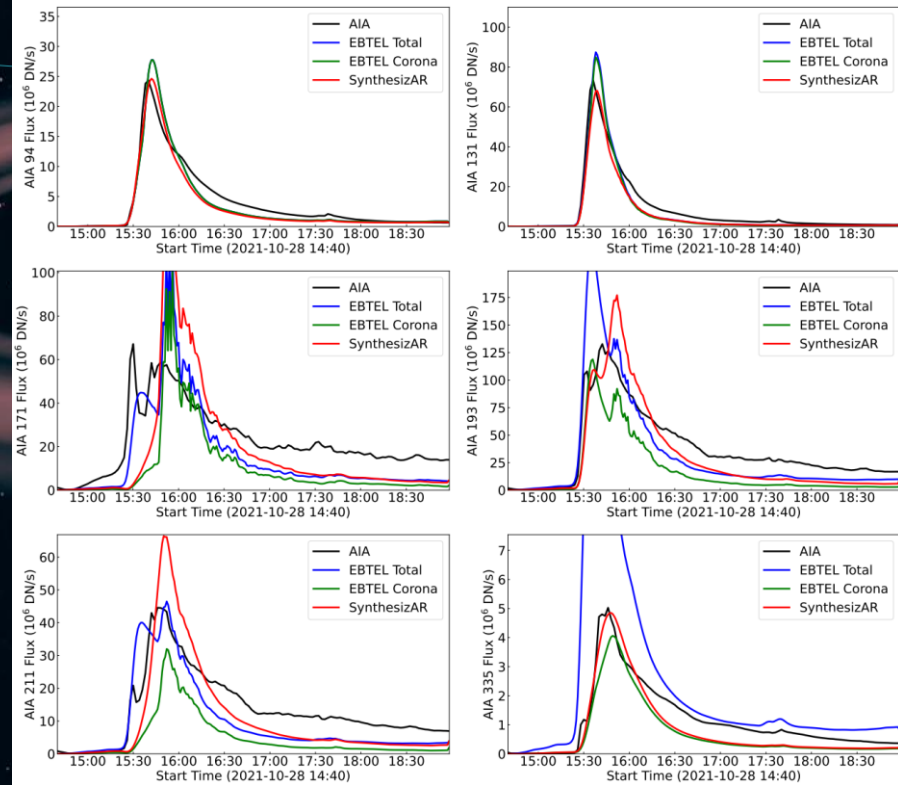 AIA 94 Flux (10⁶ DN/s)
35
30
25
20
15
10
5
0
AIA
EBTEL Total
EBTEL Corona
SynthesizAR
15:00 15:30 16:00 16:30 17:00 17:30 18:00 18:30
Start Time (2021-10-28 14:40)
AIA 131 Flux (10⁶ DN/s)
100
80
60
40
20
0
AIA
EBTEL Total
EBTEL Corona
SynthesizAR
15:00 15:30 16:00 16:30 17:00 17:30 18:00 18:30
Start Time (2021-10-28 14:40)
AIA 171 Flux (10⁶ DN/s)
100
80
60
40
20
0
AIA
EBTEL Total
EBTEL Corona
SynthesizAR
15:00 15:30 16:00 16:30 17:00 17:30 18:00 18:30
Start Time (2021-10-28 14:40)
AIA 193 Flux (10⁶ DN/s)
175
150
125
100
75
50
25
0
AIA
EBTEL Total
EBTEL Corona
SynthesizAR
15:00 15:30 16:00 16:30 17:00 17:30 18:00 18:30
Start Time (2021-10-28 14:40)
AIA 211 Flux (10⁶ DN/s)
60
50
40
30
20
10
0
AIA
EBTEL Total
EBTEL Corona
SynthesizAR
15:00 15:30 16:00 16:30 17:00 17:30 18:00 18:30
Start Time (2021-10-28 14:40)
AIA 335 Flux (10⁶ DN/s)
7
6
5
4
3
2
1
0
AIA
EBTEL Total
EBTEL Corona
SynthesizAR
15:00 15:30 16:00 16:30 17:00 17:30 18:00 18:30
Start Time (2021-10-28 14:40)